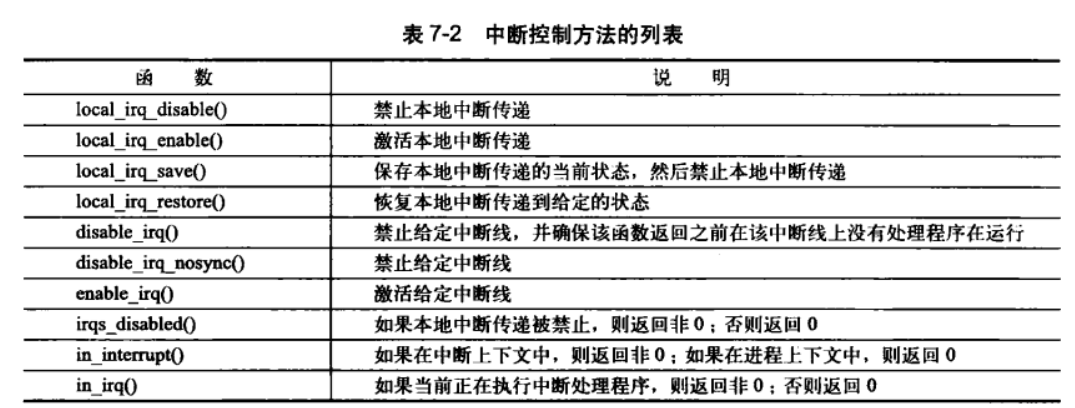 表 7-2 中断控制方法的列表
函 数 说 明
local_irq_disable() 禁止本地中断传递
local_irq_enable() 激活本地中断传递
local_irq_save() 保存本地中断传递的当前状态，然后禁止本地中断传递
local_irq_restore() 恢复本地中断传递到给定的状态
disable_irq() 禁止给定中断线，并确保该函数返回之前在该中断线上没有处理程序在运行
disable_irq_nosync() 禁止给定中断线
enable_irq() 激活给定中断线
irqs_disabled() 如果本地中断传递被禁止，则返回非 0；否则返回 0
in_interrupt() 如果在中断上下文中，则返回非 0；如果在进程上下文中，则返回 0
in_irq() 如果当前正在执行中断处理程序，则返回非 0；否则返回 0